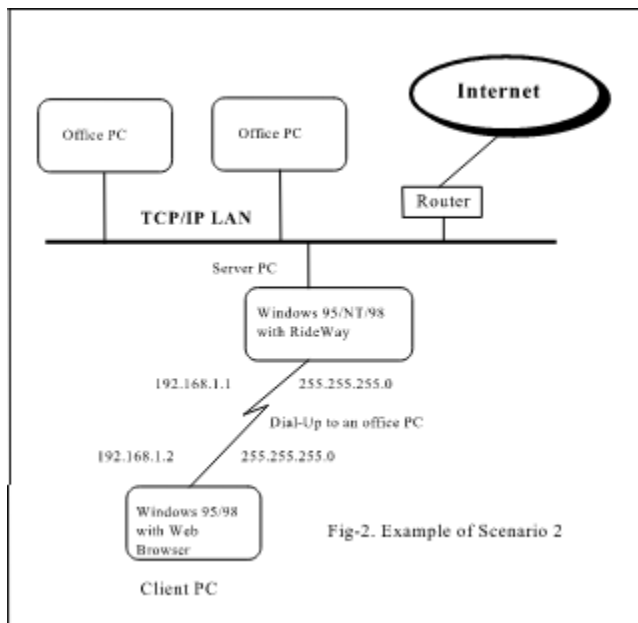 Internet
Office PC
Office PC
Router
TCP/IP LAN
Server PC
Windows 95/NT/98
with RideWay
192.168.1.1
255.255.255.0
Dial-Up to an office PC
192.168.1.2
255.255.255.0
Windows 95/98
with Web
Browser
Fig-2. Example of Scenario 2
Client PC